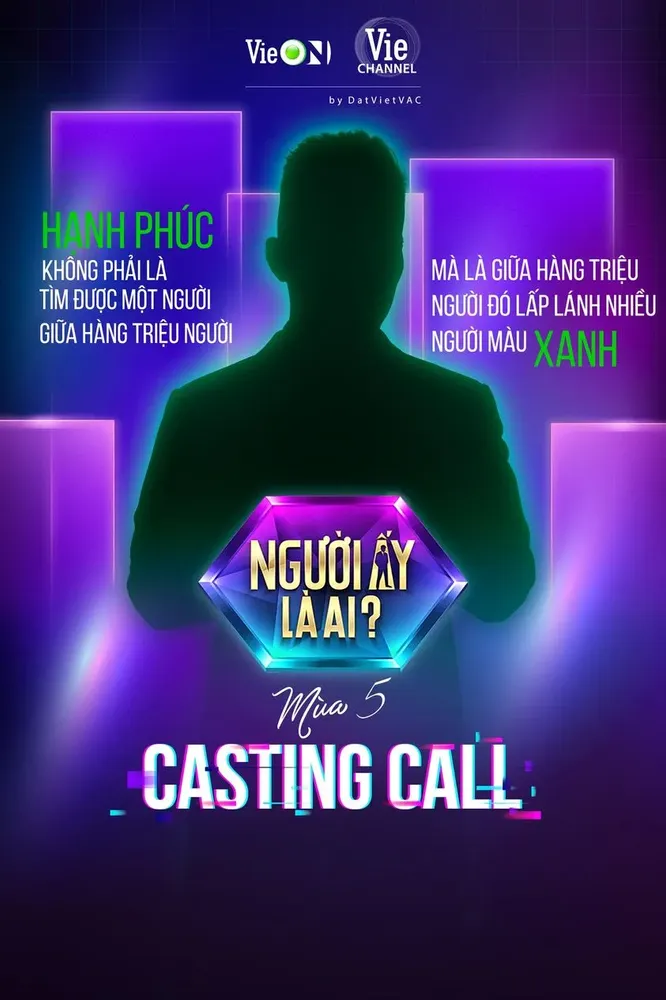 VieON
Vie
CHANNEL
by DatVietVAC
HẠNH PHÚC
KHÔNG PHẢI LÀ
TÌM ĐƯỢC MỘT NGƯỜI
GIỮA HÀNG TRIỆU NGƯỜI
MÀ LÀ GIỮA HÀNG TRIỆU
NGƯỜI ĐÓ LẤP LÁNH NHIỀU
NGƯỜI MÀU XANH
NGƯỜI ẤY
LÀ AI?
Mùa 5
CASTING CALL